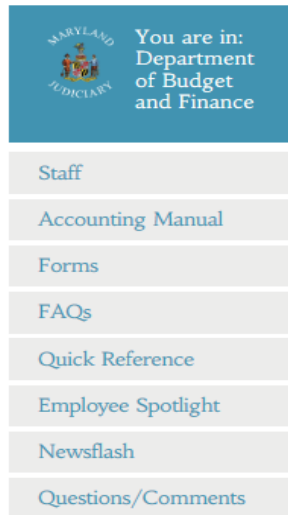 MARYLAND
JUDICIARY
You are in:
Department
of Budget
and Finance
Staff
Accounting Manual
Forms
FAQs
Quick Reference
Employee Spotlight
Newsflash
Questions/Comments